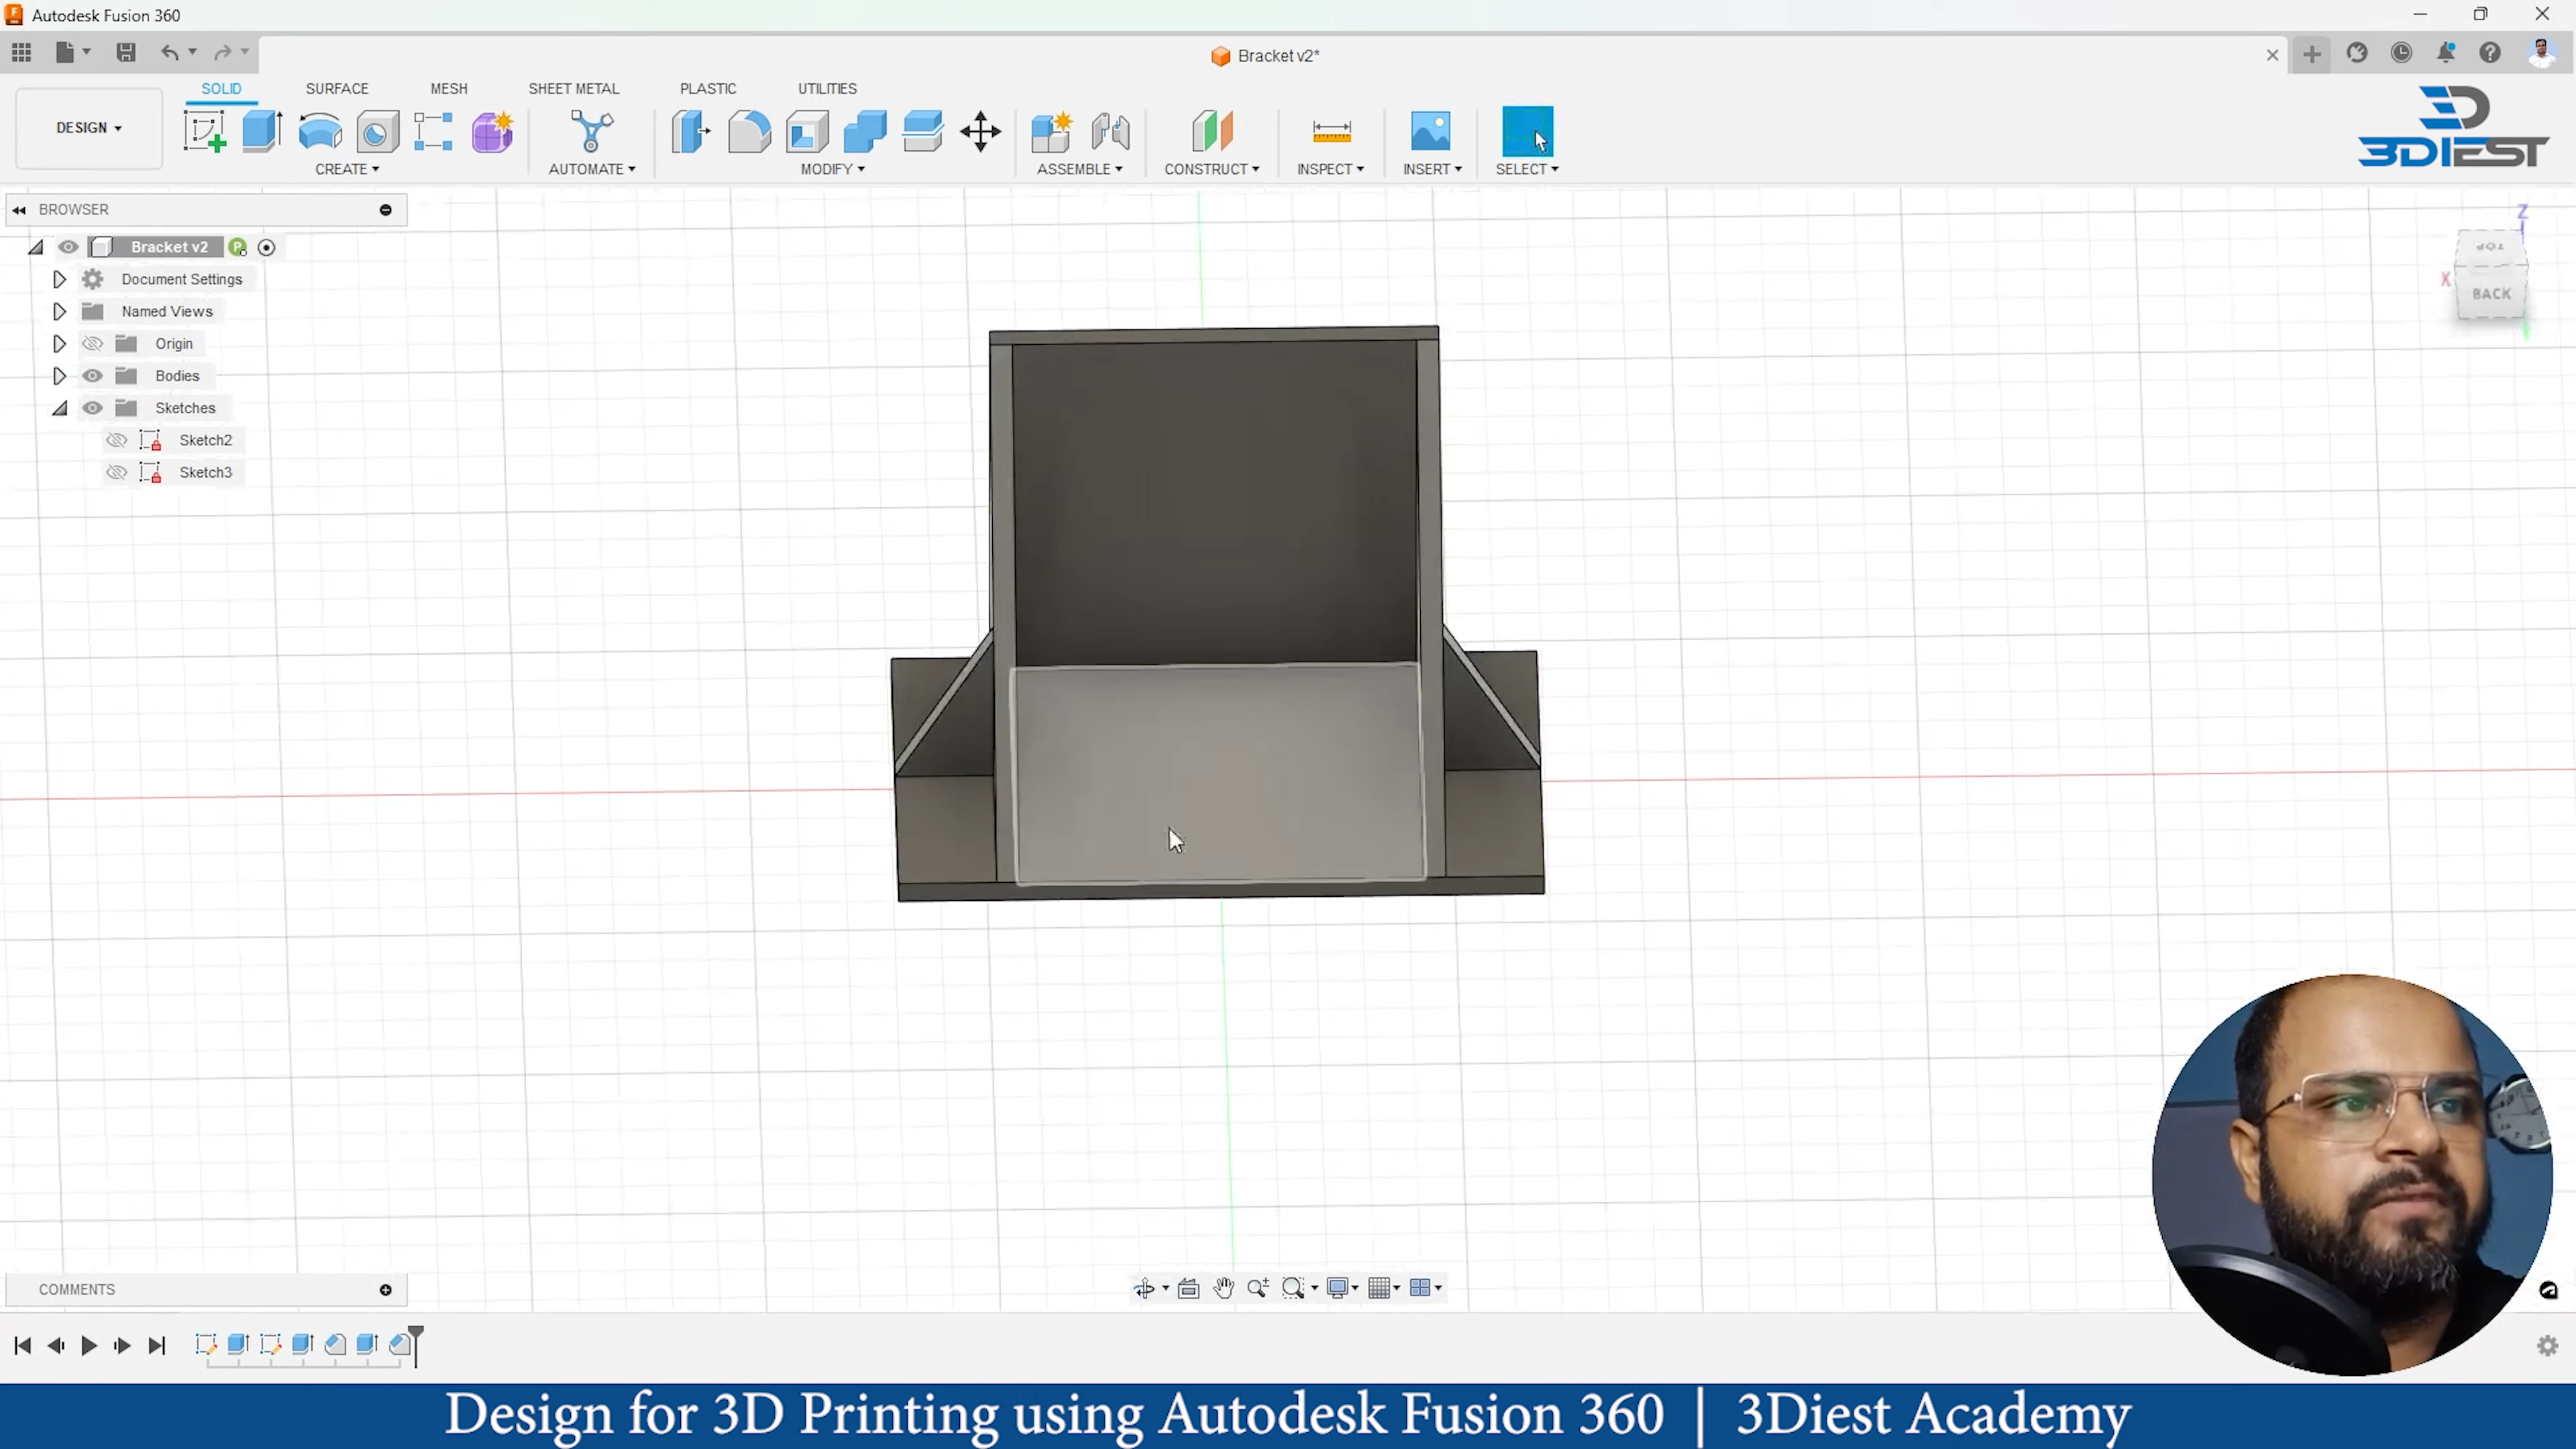 Autodesk Fusion 360
Bracket v2*
SOLID SURFACE MESH SHEET METAL PLASTIC UTILITIES
DESIGN
CREATE AUTOMATE MODIFY ASSEMBLE CONSTRUCT INSPECT INSERT SELECT
3DIEST
BROWSER
Bracket v2
Document Settings
Named Views
Origin
Bodies
Sketches
Sketch2
Sketch3
Z
TOP
X
BACK
COMMENTS
Design for 3D Printing using Autodesk Fusion 360 | 3Diest Academy